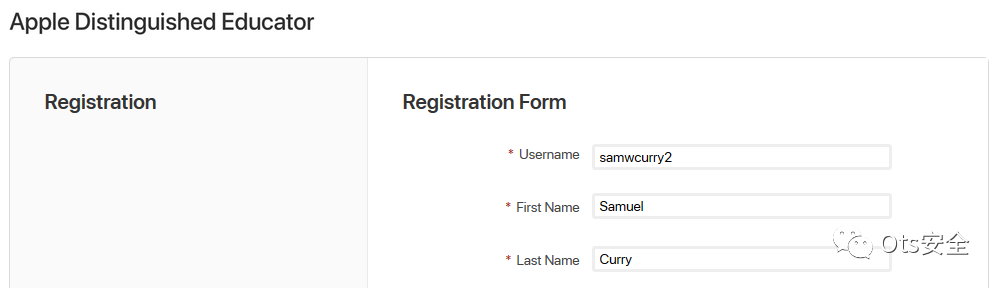 Apple Distinguished Educator
Registration
Registration Form
* Username samwcurry2
* First Name Samuel
* Last Name Curry
Ots安全